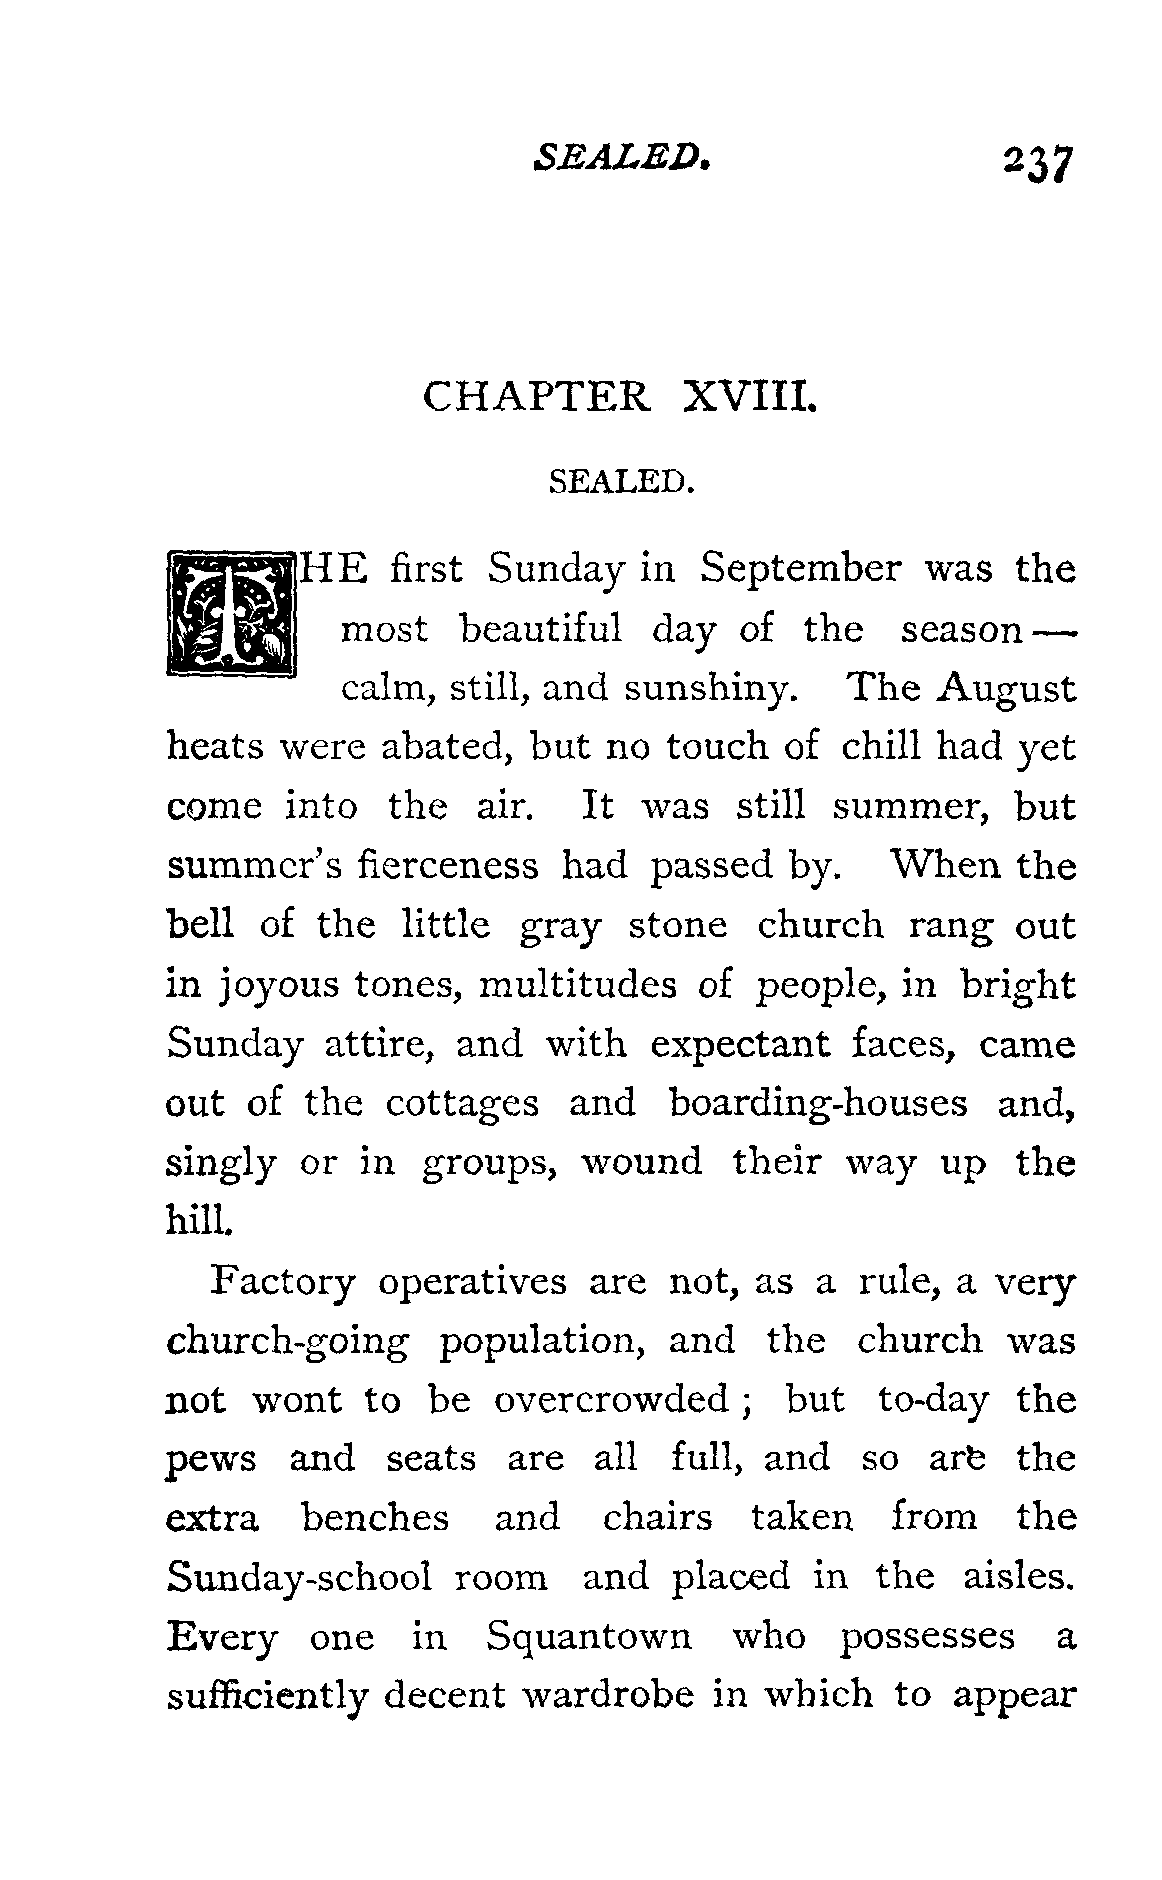 SEALED. 237
CHAPTER XVIII.
SEALED.
THE first Sunday in September was the
most beautiful day of the season—
calm, still, and sunshiny. The August
heats were abated, but no touch of chill had yet
come into the air. It was still summer, but
summer's fierceness had passed by. When the
bell of the little gray stone church rang out
in joyous tones, multitudes of people, in bright
Sunday attire, and with expectant faces, came
out of the cottages and boarding-houses and,
singly or in groups, wound their way up the
hill.
Factory operatives are not, as a rule, a very
church-going population, and the church was
not wont to be overcrowded; but to-day the
pews and seats are all full, and so are the
extra benches and chairs taken from the
Sunday-school room and placed in the aisles.
Every one in Squantown who possesses a
sufficiently decent wardrobe in which to appear